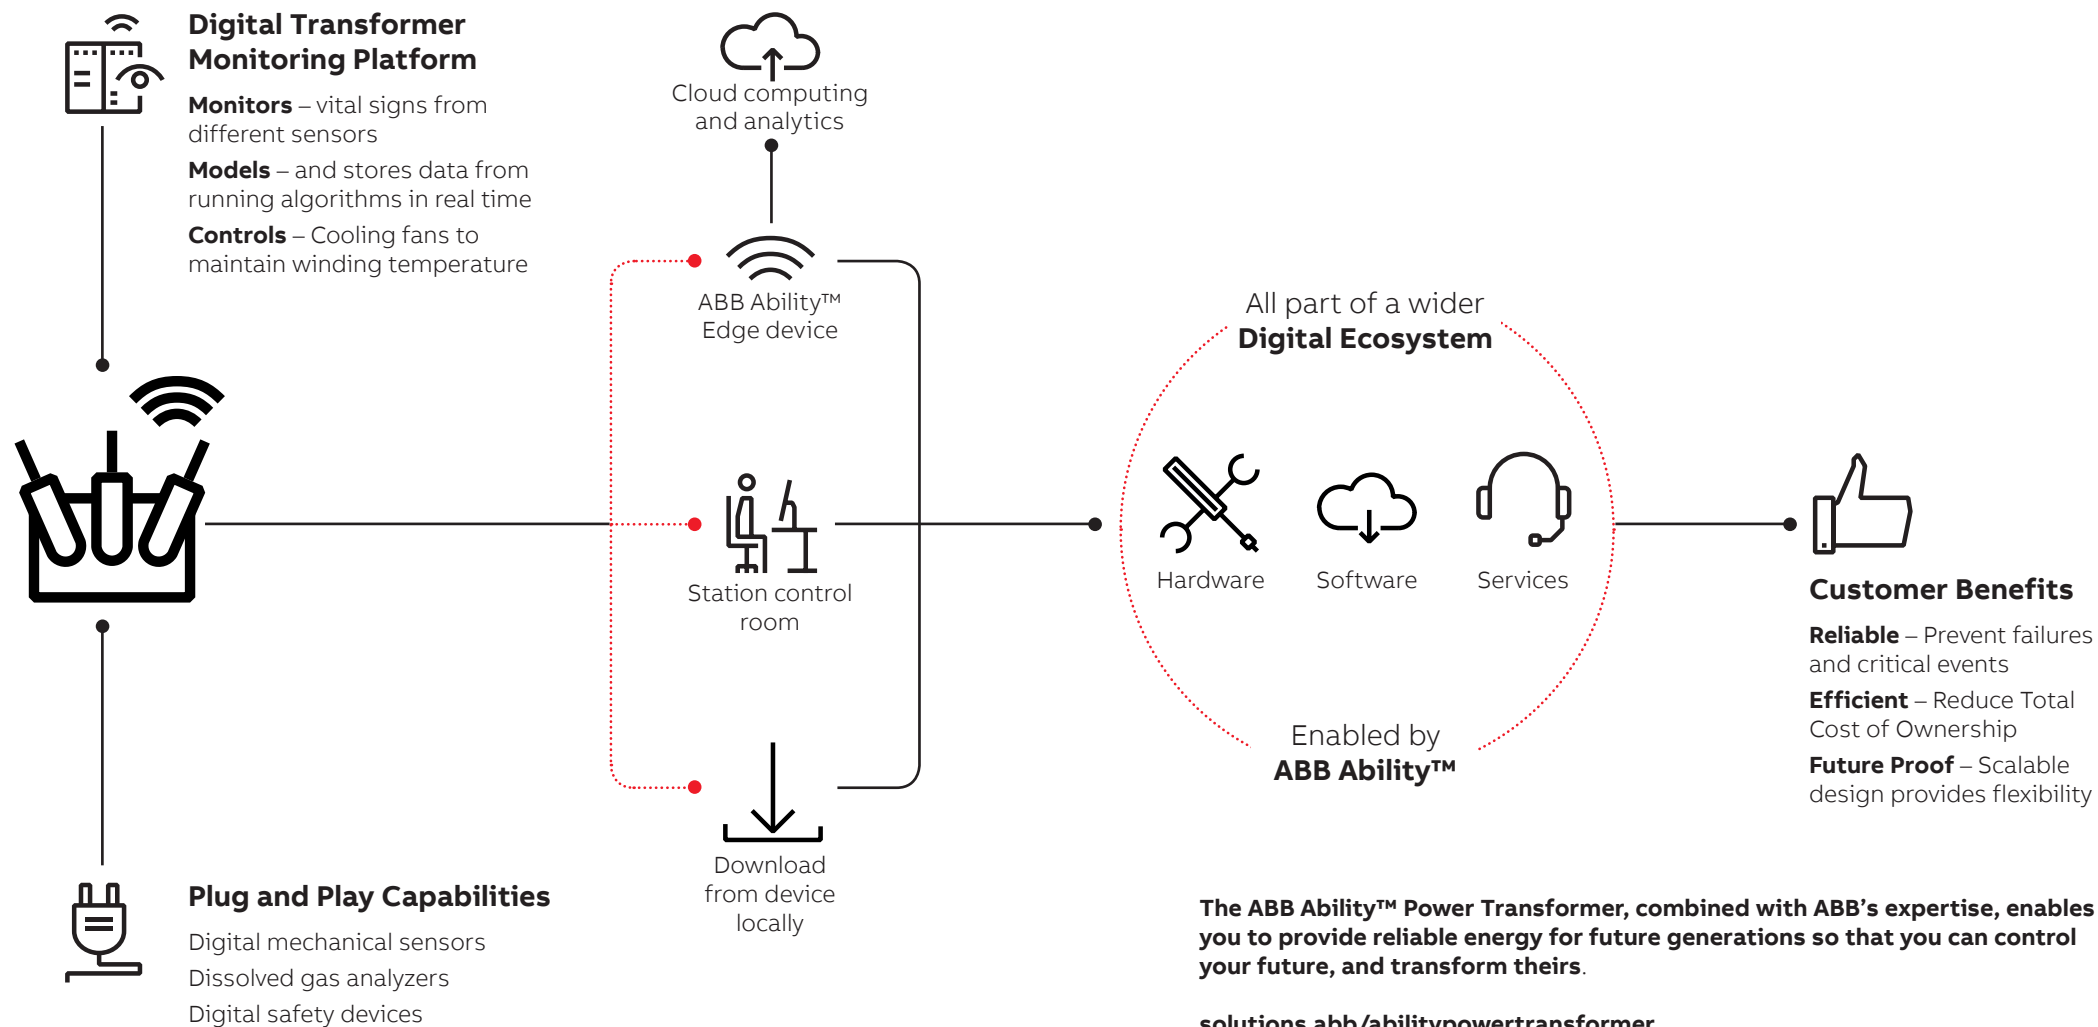 Digital Transformer
Monitoring Platform
Monitors – vital signs from
different sensors
Models – and stores data from
running algorithms in real time
Controls – Cooling fans to
maintain winding temperature
Plug and Play Capabilities
Digital mechanical sensors
Dissolved gas analyzers
Digital safety devices
Cloud computing
and analytics
ABB Ability™
Edge device
Station control
room
Download
from device
locally
All part of a wider
Digital Ecosystem
Hardware
Software
Services
Enabled by
ABB Ability™
Customer Benefits
Reliable – Prevent failures
and critical events
Efficient – Reduce Total
Cost of Ownership
Future Proof – Scalable
design provides flexibility
The ABB Ability™ Power Transformer, combined with ABB’s expertise, enables
you to provide reliable energy for future generations so that you can control
your future, and transform theirs.
solutions.abb/abilitypowertransformer